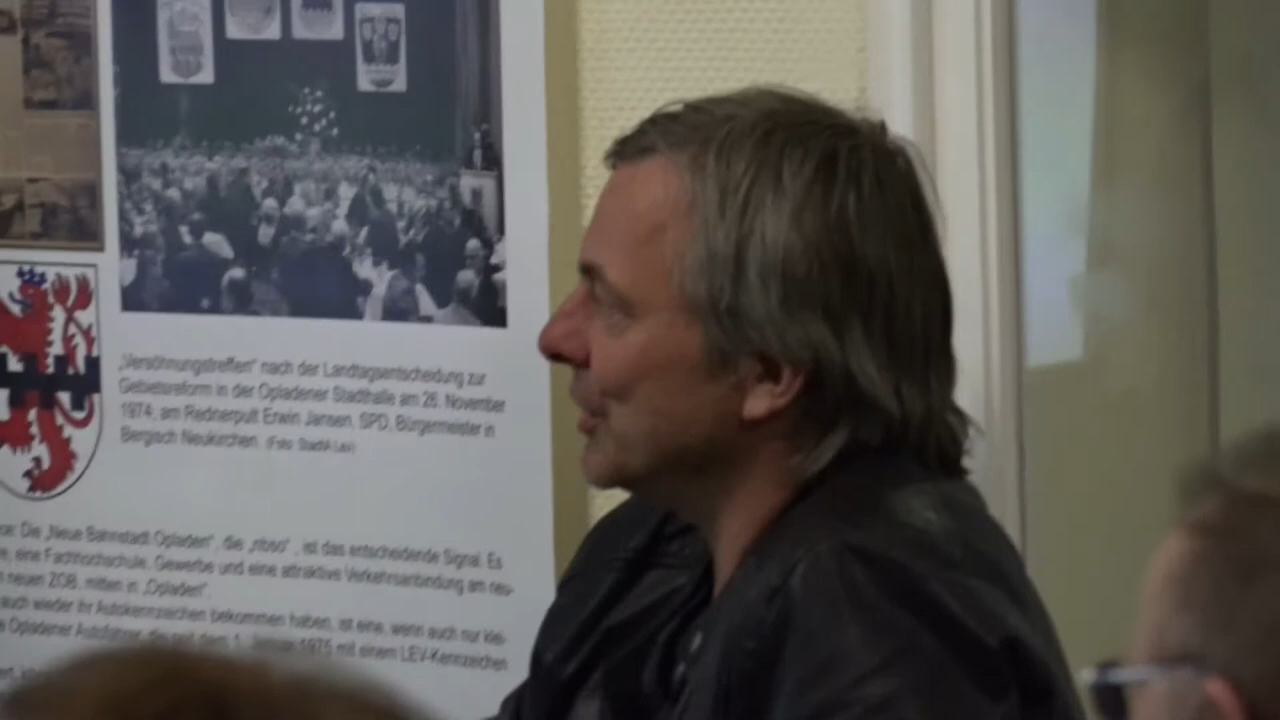 „Versöhnungstreffen“ nach der Landtagsentscheidung zur
Gebietsreform in der Opladener Stadthalle am 26. November
1974; am Rednerpult Erwin Jansen, SPD, Bürgermeister in
Bergisch Neukirchen. (Foto: StadtA Lev)
Die „Neue Bahnstadt Opladen“, die „nbso“, ist das entscheidende Signal. Es
eine Fachhochschule, Gewerbe und eine attraktive Verkehrsanbindung am neu-
neuen ZOB, mitten in „Opladen“.
auch wieder ihr Autokennzeichen bekommen haben, ist eine, wenn auch nur klei-
Opladener Autofahrer, die seit dem 1. Januar 1975 mit einem LEV-Kennzeichen